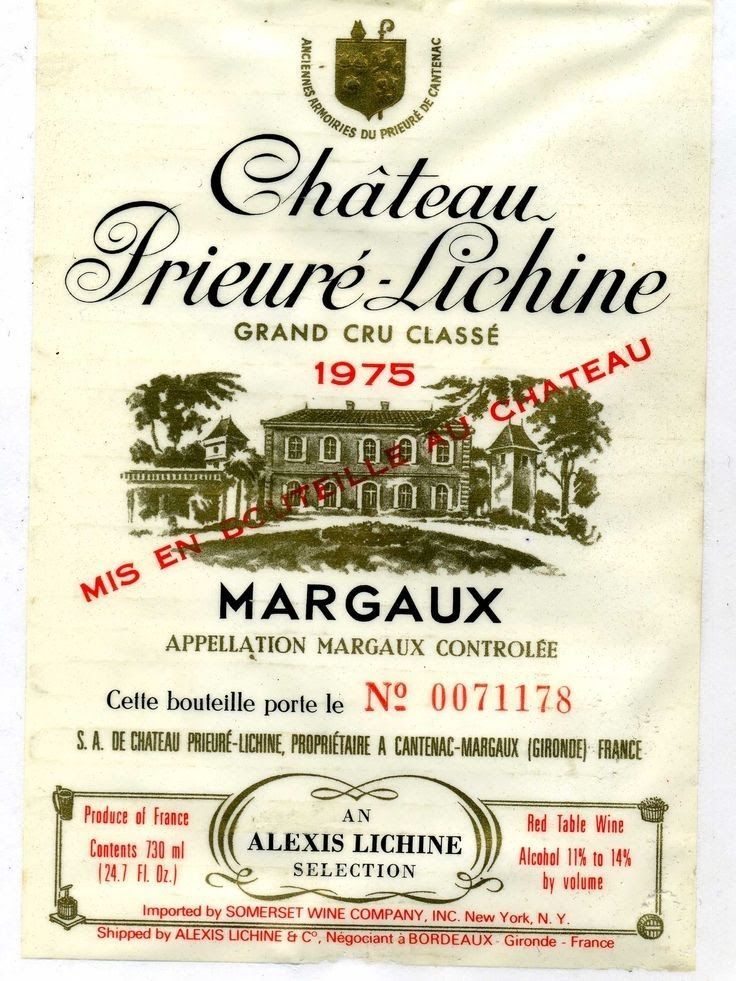 ANCIENNES ARMOIRIES DU PRIEURÉ DE CANTENAC
Château
Prieuré-Lichine
GRAND CRU CLASSÉ
1975
MIS EN BOUTEILLE AU CHATEAU
MARGAUX
APPELLATION MARGAUX CONTROLÉE
Cette bouteille porte le Nº 0071178
S. A. DE CHATEAU PRIEURÉ-LICHINE, PROPRIÉTAIRE A CANTENAC-MARGAUX (GIRONDE) FRANCE
Produce of France
Contents 730 ml
(24.7 Fl. Oz.)
AN
ALEXIS LICHINE
SELECTION
Red Table Wine
Alcohol 11% to 14%
by volume
Imported by SOMERSET WINE COMPANY, INC. New York, N. Y.
Shipped by ALEXIS LICHINE & Cº, Négociant à BORDEAUX - Gironde - France